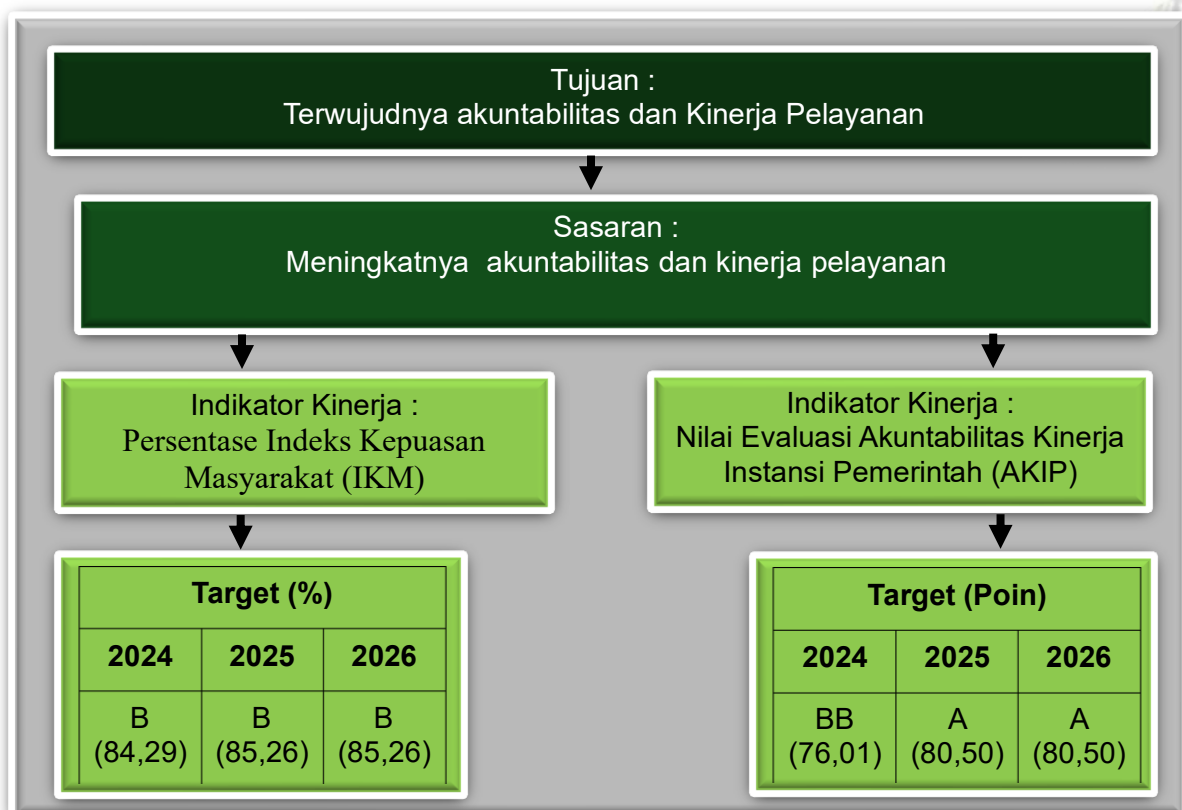 Tujuan :
Terwujudnya akuntabilitas dan Kinerja Pelayanan
Sasaran :
Meningkatnya  akuntabilitas dan kinerja pelayanan
Indikator Kinerja :
Persentase Indeks Kepuasan
Masyarakat (IKM)
Indikator Kinerja :
Nilai Evaluasi Akuntabilitas Kinerja
Instansi Pemerintah (AKIP)
Target (%)
2024 2025 2026
B B B
(84,29) (85,26) (85,26)
Target (Poin)
2024 2025 2026
BB A A
(76,01) (80,50) (80,50)